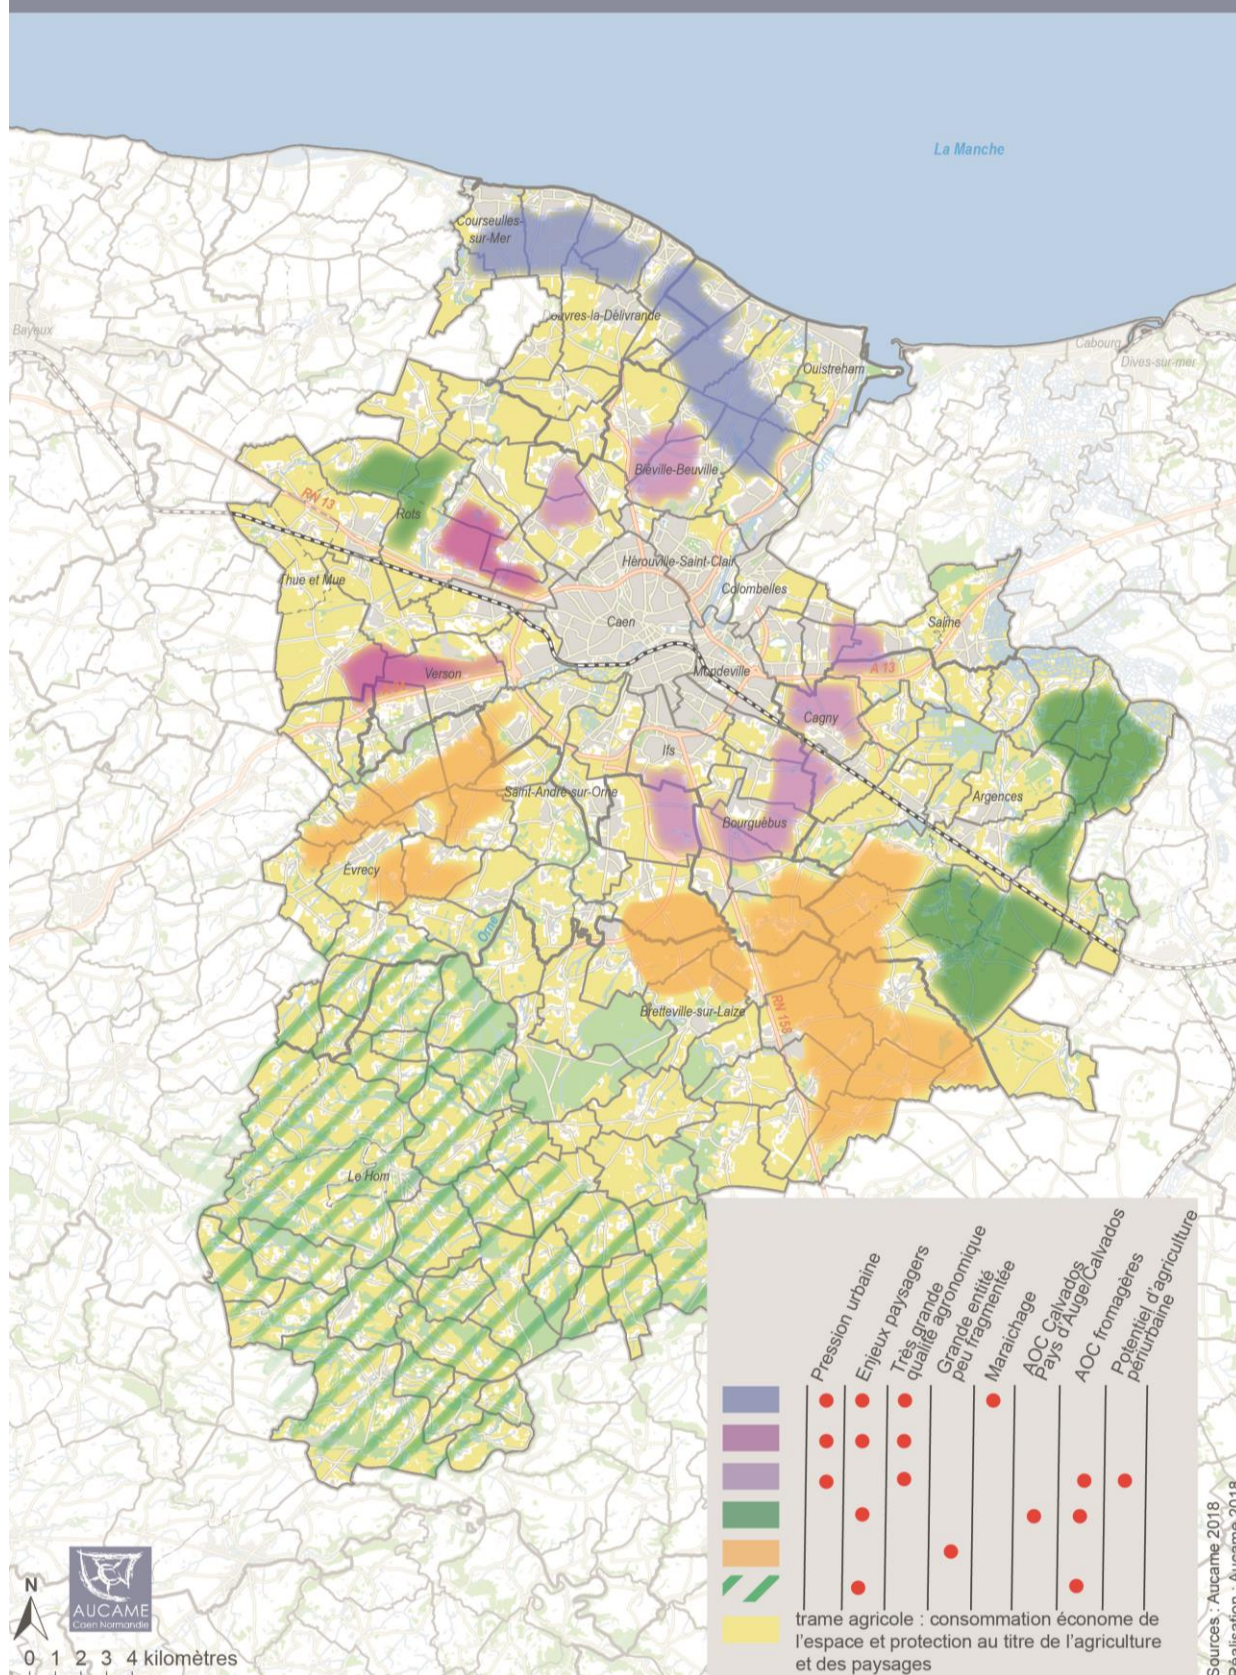 La Manche
Courseulles-
sur-Mer
Bayeux
Douvres-la-Délivrande
Cabourg
Dives-sur-mer
Ouistreham
Orne
Biéville-Beuville
RN 13
Rots
Hérouville-Saint-Clair
Thue et Mue
Colombelles
Caen
Saline
Verson
Mondeville
A 13
Cagny
Ifs
Saint-André-sur-Orne
Argences
Bourguébus
Évrecy
Orne
Bretteville-sur-Laize
RN 158
Le Hom
Pression urbaine
Enjeux paysagers
Très grande
qualité agronomique
Grande entité
peu fragmentée
Maraichage
AOC Calvados
Pays d'Auge/Calvados
AOC fromagères
Potentiel d'agriculture
périurbaine
trame agricole : consommation économe de
l'espace et protection au titre de l'agriculture
et des paysages
N
AUCAME
Caen Normandie
0 1 2 3 4 kilomètres
Sources : Aucame 2018
Réalisation : Aucame 2018